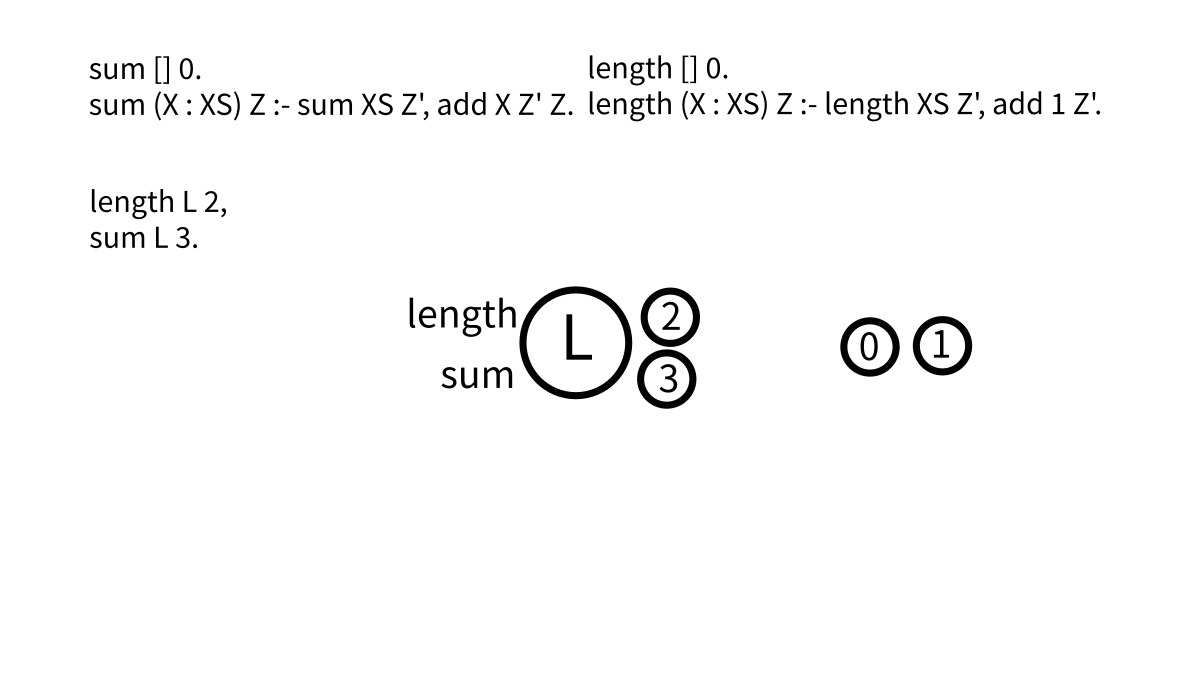 sum [] 0.
sum (X : XS) Z :- sum XS Z', add X Z' Z.
length [] 0.
length (X : XS) Z :- length XS Z', add 1 Z'.
length L 2,
sum L 3.
length
sum
L
2
3
0
1